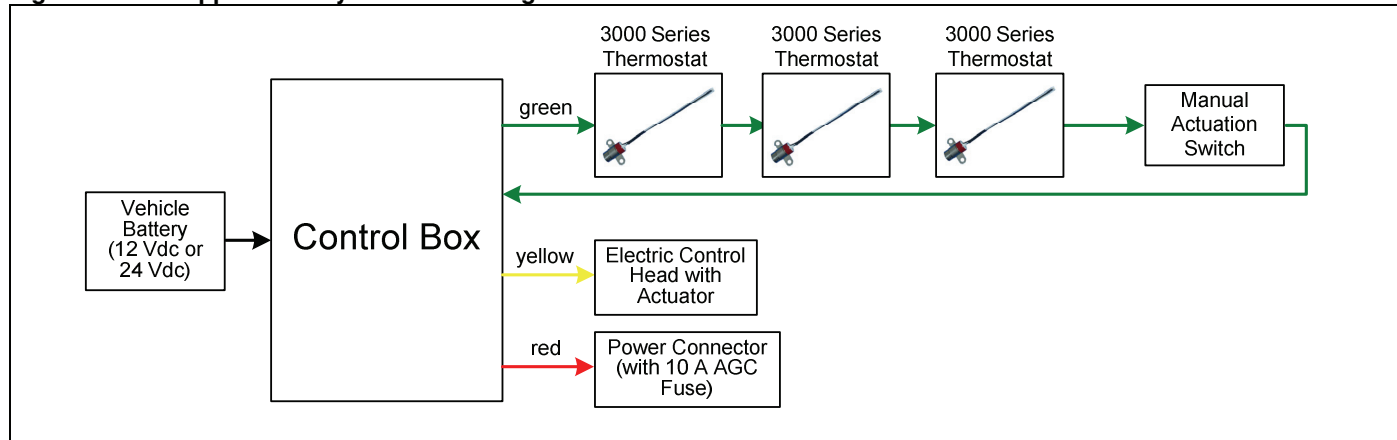 3000 Series
Thermostat
3000 Series
Thermostat
3000 Series
Thermostat
green
Manual
Actuation
Switch
Vehicle
Battery
(12 Vdc or
24 Vdc)
Control Box
yellow
Electric Control
Head with
Actuator
red
Power Connector
(with 10 A AGC
Fuse)